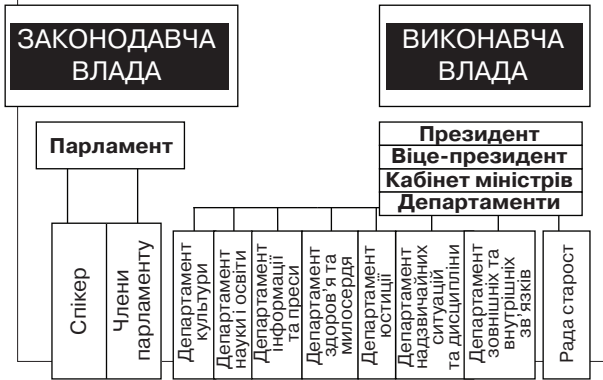 ЗАКОНОДАВЧА
ВЛАДА
ВИКОНАВЧА
ВЛАДА
Парламент
Президент
Віце-президент
Кабінет міністрів
Департаменти
Спікер
Члени
парламенту
Департамент
культури
Департамент
науки і освіти
Департамент
інформації
та преси
Департамент
здоров’я та
милосердя
Департамент
юстиції
Департамент
надзвичайних
ситуацій
та дисципліни
Департамент
зовнішніх та
внутрішніх
зв’язків
Рада старост